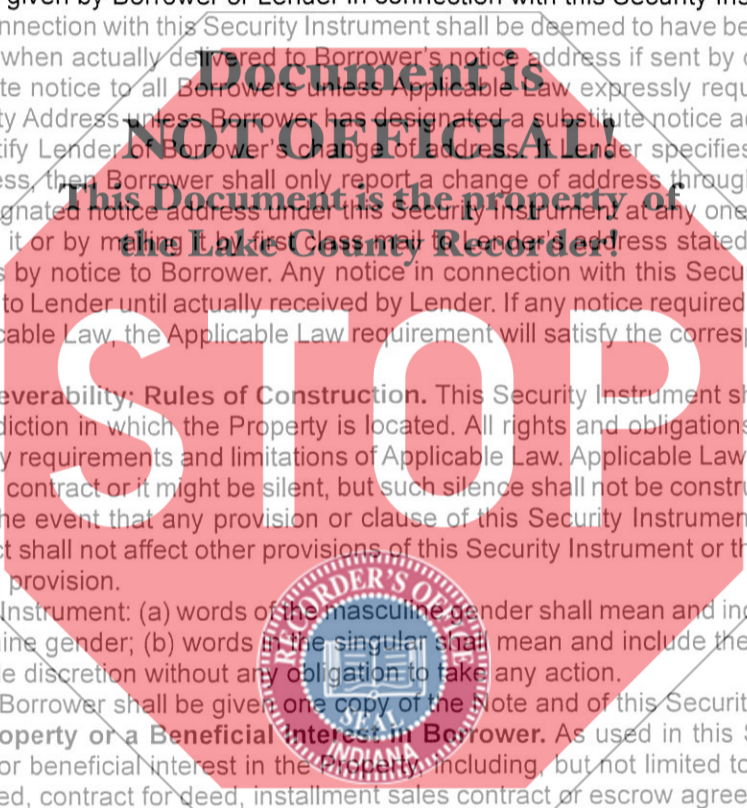 given by Borrower or Lender in connection with this Security Ins
nnection with this Security Instrument shall be deemed to have be
when actually delivered to Borrower's notice address if sent by
te notice to all Borrowers unless Applicable Law expressly requ
ty Address unless Borrower has designated a substitute notice ad
tify Lender of Borrower's change of address. If Lender specifies
ess, then Borrower shall only report a change of address throug
gnated notice address under this Security Instrument at any one
it or by mailing it by first class mail to Lender's address stated
s by notice to Borrower. Any notice in connection with this Secu
to Lender until actually received by Lender. If any notice required
cable Law, the Applicable Law requirement will satisfy the corresp
Document is
NOT OFFICIAL!
This Document is the property of
the Lake County Recorder!
STOP
everability; Rules of Construction. This Security Instrument sh
diction in which the Property is located. All rights and obligations
y requirements and limitations of Applicable Law. Applicable Law
contract or it might be silent, but such silence shall not be constru
he event that any provision or clause of this Security Instrumen
ct shall not affect other provisions of this Security Instrument or th
provision.
Instrument: (a) words of the masculine gender shall mean and inc
ine gender; (b) words in the singular shall mean and include the
le discretion without any obligation to take any action.
Borrower shall be given one copy of the Note and of this Securit
operty or a Beneficial Interest in Borrower. As used in this S
or beneficial interest in the Property, including, but not limited to
ed, contract for deed, installment sales contract or escrow agree
RECORDER'S OFFICE
SEAL
INDIANA